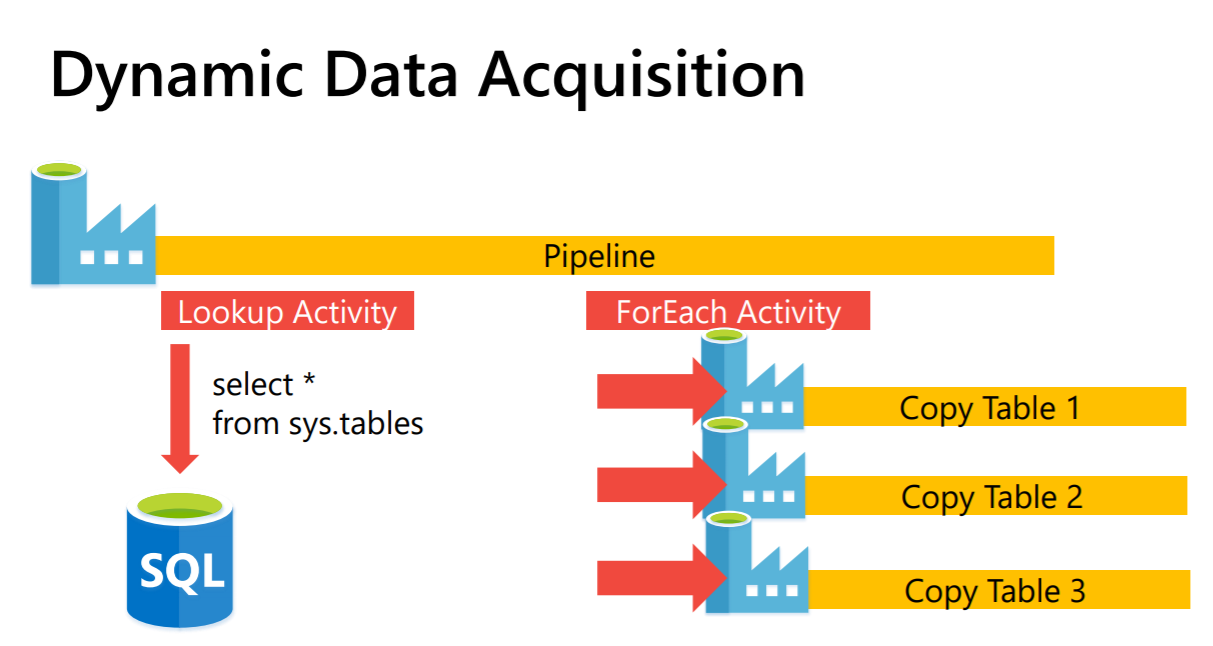 Dynamic Data Acquisition
Pipeline
Lookup Activity
ForEach Activity
select *
from sys.tables
SQL
Copy Table 1
Copy Table 2
Copy Table 3